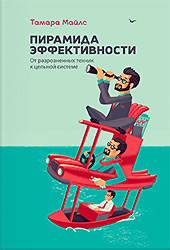 Тамара Майлс
ПИРАМИДА
ЭФФЕКТИВНОСТИ
От разрозненных техник
к цельной системе